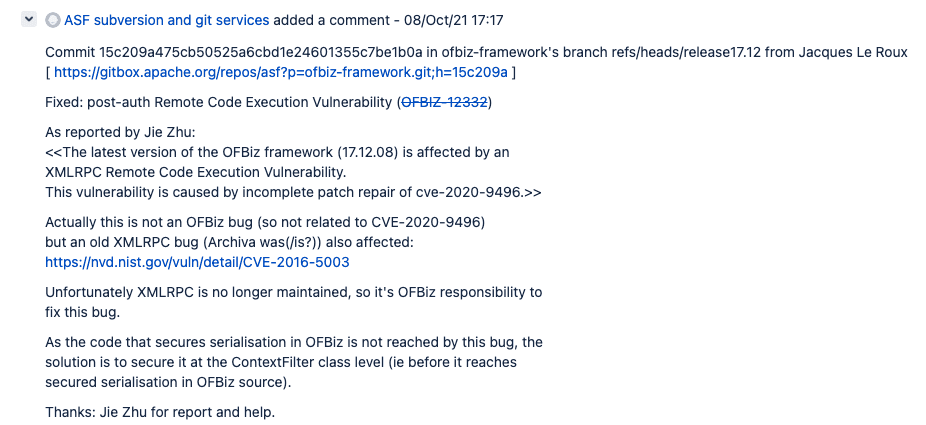 ASF subversion and git services added a comment - 08/Oct/21 17:17
Commit 15c209a475cb50525a6cbd1e24601355c7be1b0a in ofbiz-framework's branch refs/heads/release17.12 from Jacques Le Roux
[ https://gitbox.apache.org/repos/asf?p=ofbiz-framework.git;h=15c209a ]
Fixed: post-auth Remote Code Execution Vulnerability (OFBIZ-12332)
As reported by Jie Zhu:
<<The latest version of the OFBiz framework (17.12.08) is affected by an
XMLRPC Remote Code Execution Vulnerability.
This vulnerability is caused by incomplete patch repair of cve-2020-9496.>>
Actually this is not an OFBiz bug (so not related to CVE-2020-9496)
but an old XMLRPC bug (Archiva was(/is?)) also affected:
https://nvd.nist.gov/vuln/detail/CVE-2016-5003
Unfortunately XMLRPC is no longer maintained, so it's OFBiz responsibility to
fix this bug.
As the code that secures serialisation in OFBiz is not reached by this bug, the
solution is to secure it at the ContextFilter class level (ie before it reaches
secured serialisation in OFBiz source).
Thanks: Jie Zhu for report and help.